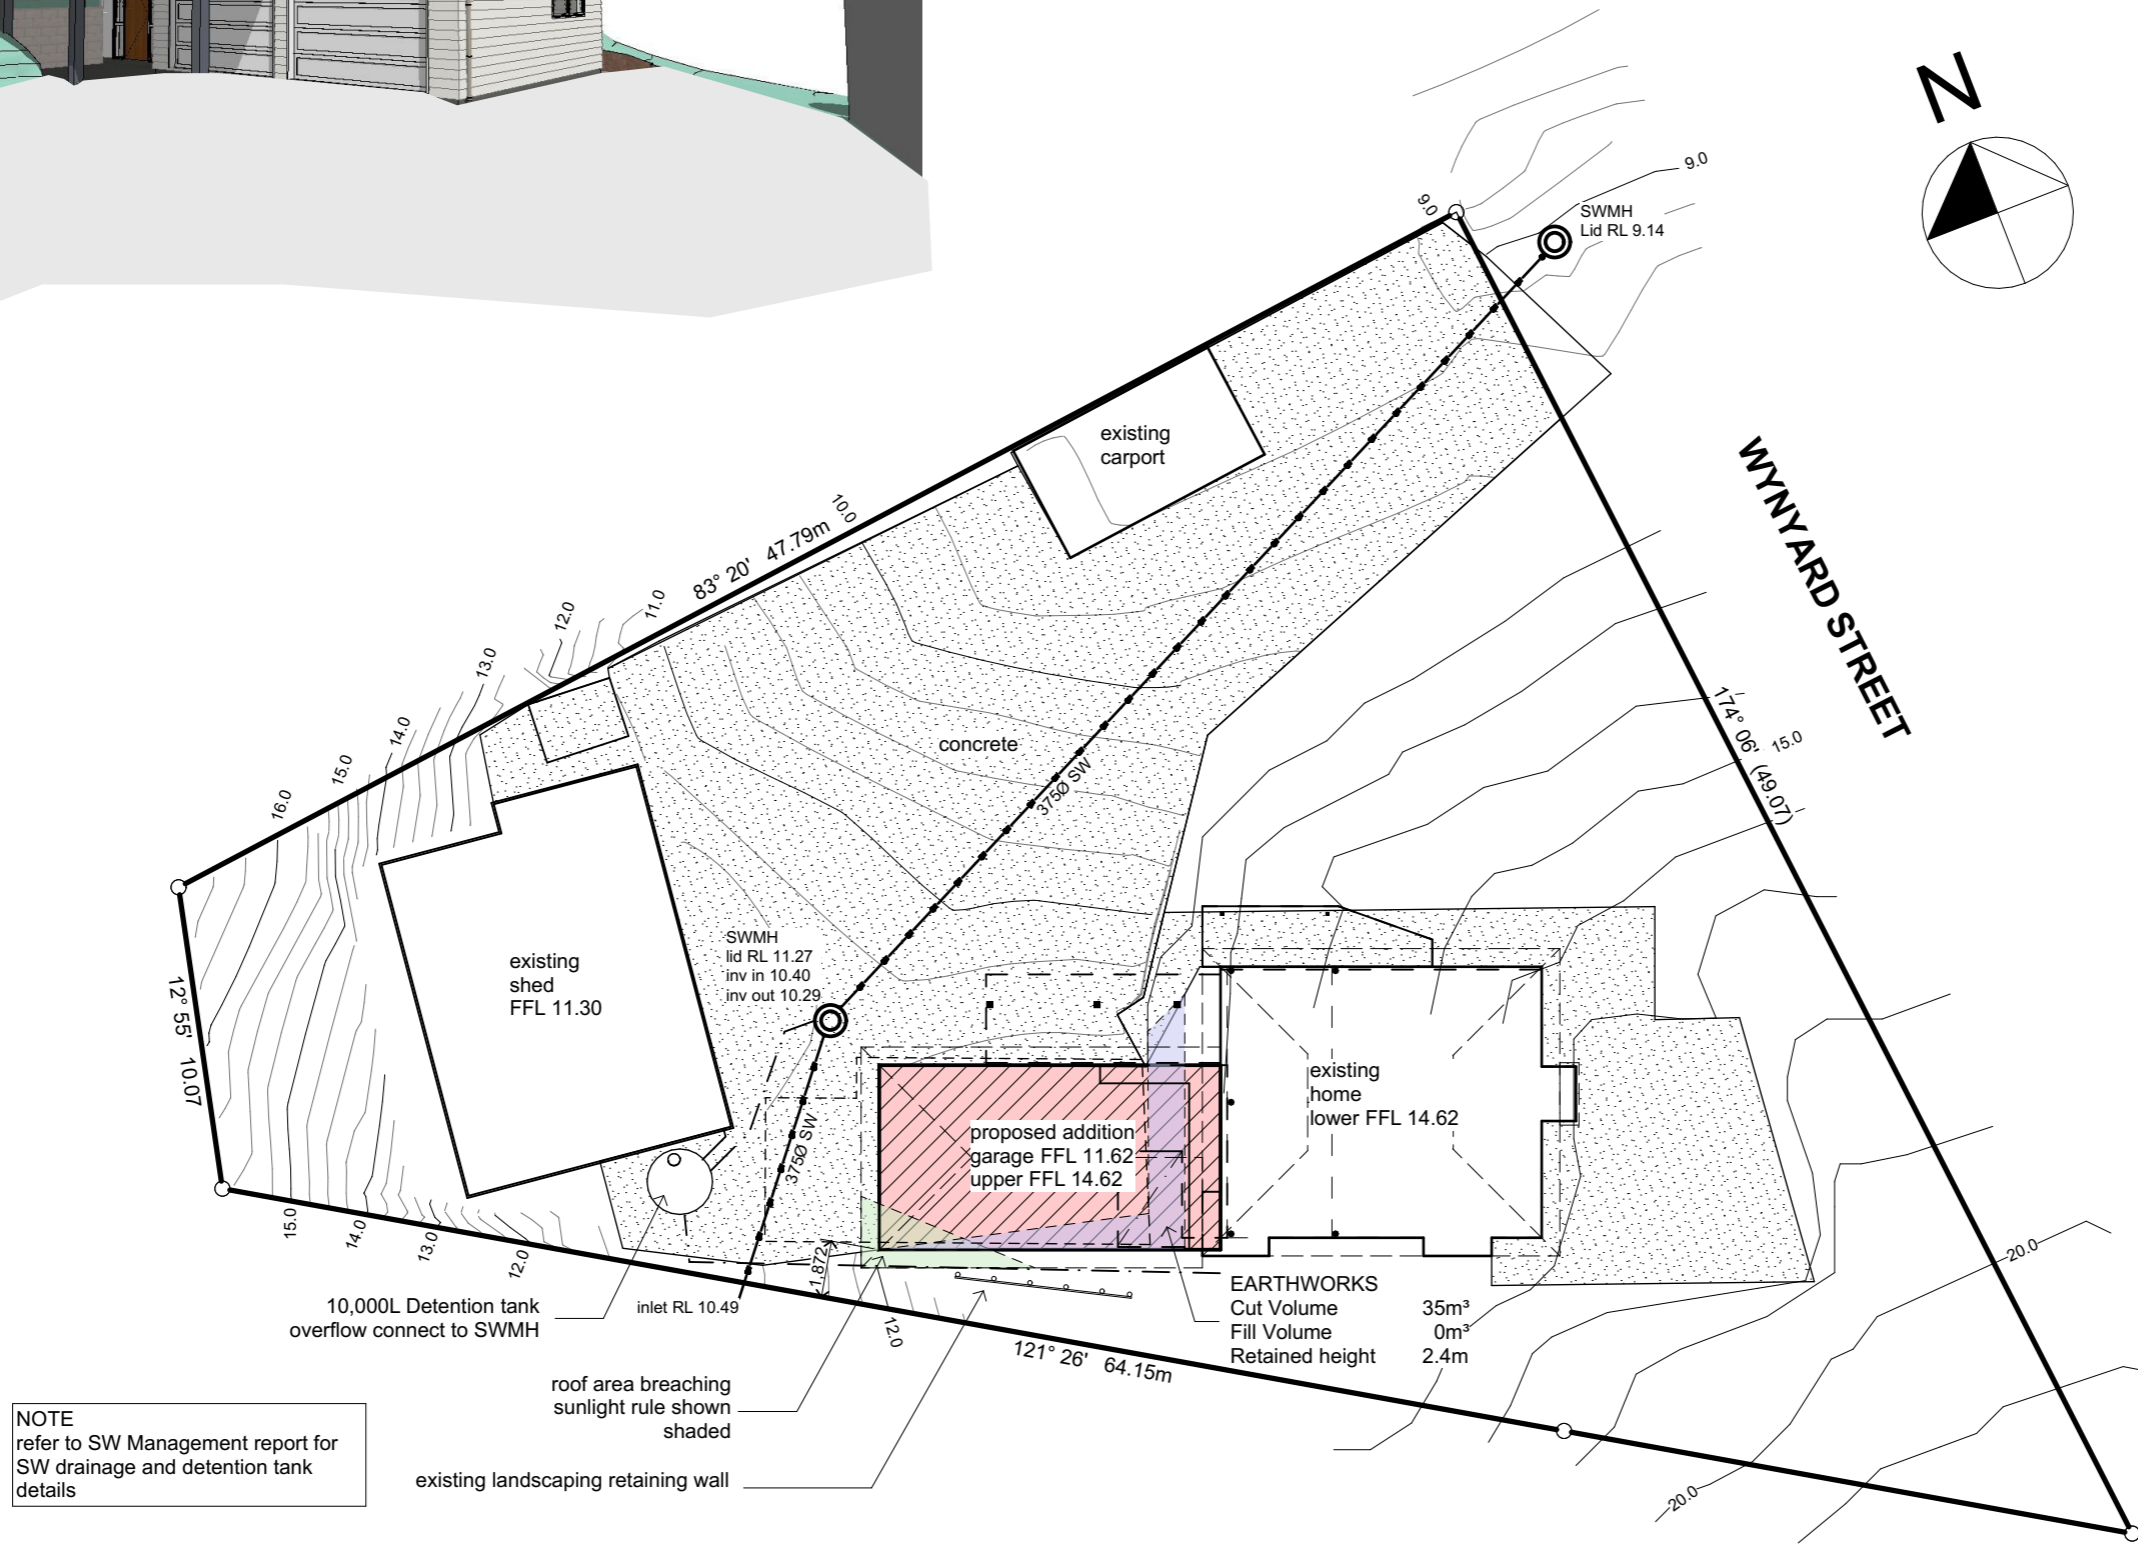 N
9.0
9.0
SWMH
Lid RL 9.14
WYNYARD STREET
existing
carport
83° 20' 47.79m
10.0
11.0
12.0
13.0
14.0
15.0
16.0
174° 06' (49.07)
15.0
concrete
375Ø SW
existing
shed
FFL 11.30
SWMH
lid RL 11.27
inv in 10.40
inv out 10.29
12° 55' 10.07
375Ø SW
existing
home
lower FFL 14.62
proposed addition
garage FFL 11.62
upper FFL 14.62
1,872
15.0
14.0
13.0
12.0
12.0
20.0
20.0
10,000L Detention tank
overflow connect to SWMH
inlet RL 10.49
EARTHWORKS
Cut Volume 35m³
Fill Volume 0m³
Retained height 2.4m
121° 26' 64.15m
roof area breaching
sunlight rule shown
shaded
existing landscaping retaining wall
NOTE
refer to SW Management report for
SW drainage and detention tank
details